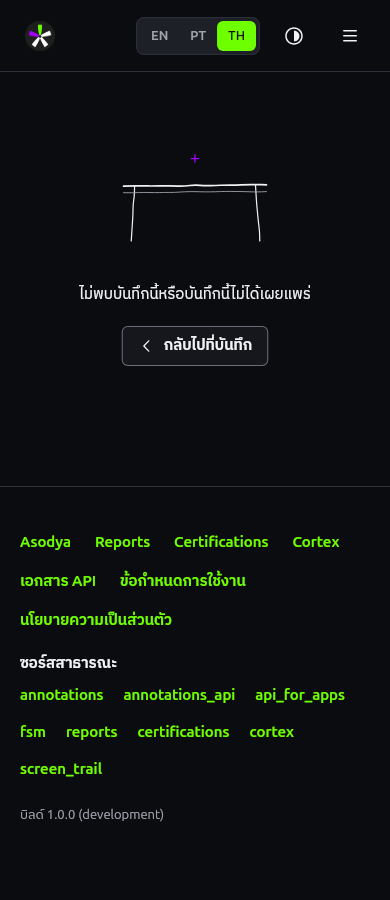 EN PT TH
ไม่พบบันทึกนี้หรือบันทึกนี้ไม่ได้เผยแพร่
กลับไปที่บันทึก
Asodya Reports Certifications Cortex
เอกสาร API ข้อกำหนดการใช้งาน
นโยบายความเป็นส่วนตัว
ซอร์สสาธารณะ
annotations annotations_api api_for_apps
fsm reports certifications cortex
screen_trail
บิลด์ 1.0.0 (development)